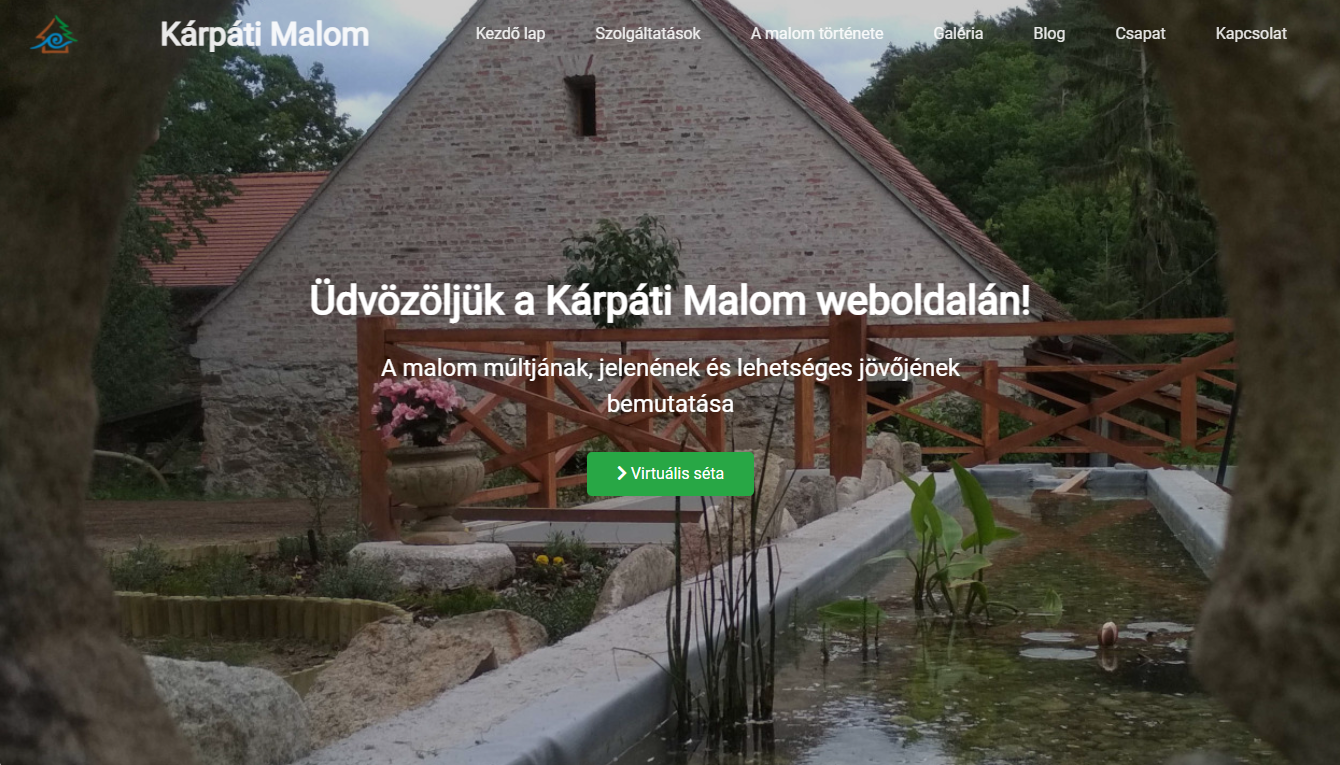 Kárpáti Malom
Kezdő lap
Szolgáltatások
A malom története
Galéria
Blog
Csapat
Kapcsolat
Üdvözöljük a Kárpáti Malom weboldalán!
A malom múltjának, jelenének és lehetséges jövőjének
bemutatása
Virtuális séta